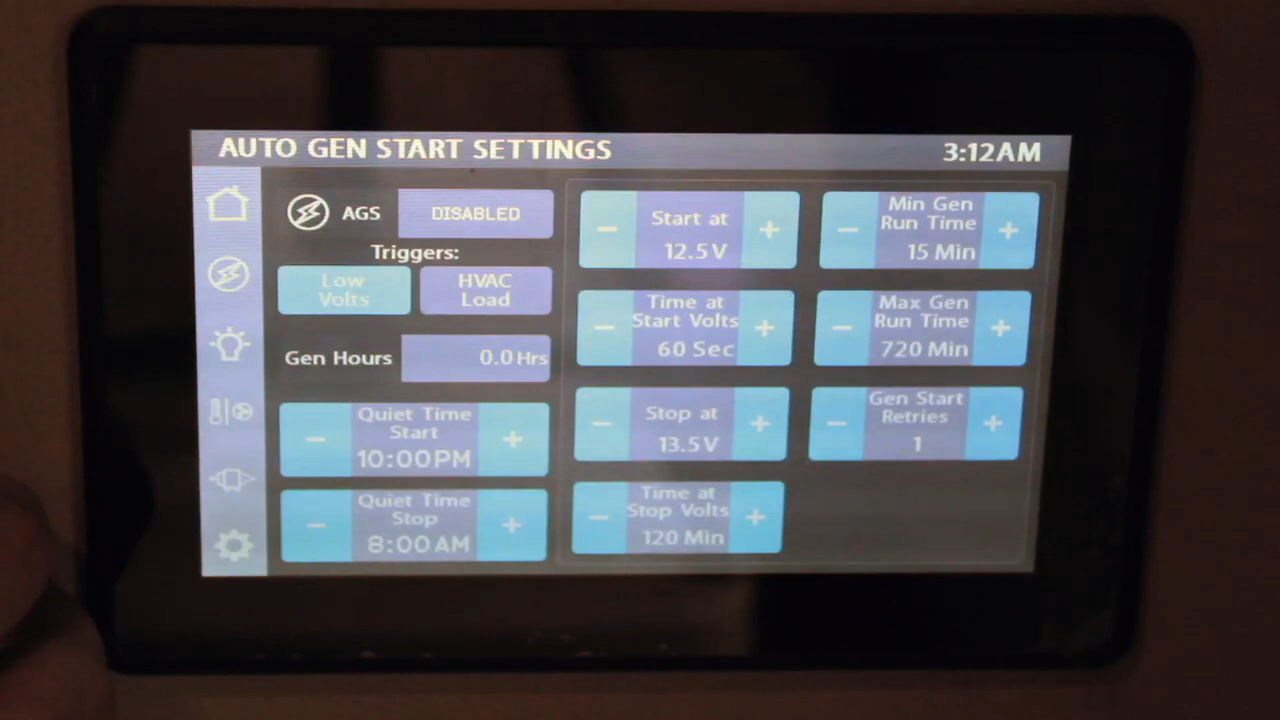 AUTO GEN START SETTINGS
3:12AM
AGS
DISABLED
Triggers:
Low
Volts
HVAC
Load
Gen Hours
0.0 Hrs
Quiet Time
Start
10:00PM
Quiet Time
Stop
8:00AM
− Start at +
12.5V
− Time at +
Start Volts
60 Sec
− Stop at +
13.5V
− Time at +
Stop Volts
120 Min
− Min Gen +
Run Time
15 Min
− Max Gen +
Run Time
720 Min
− Gen Start +
Retries
1